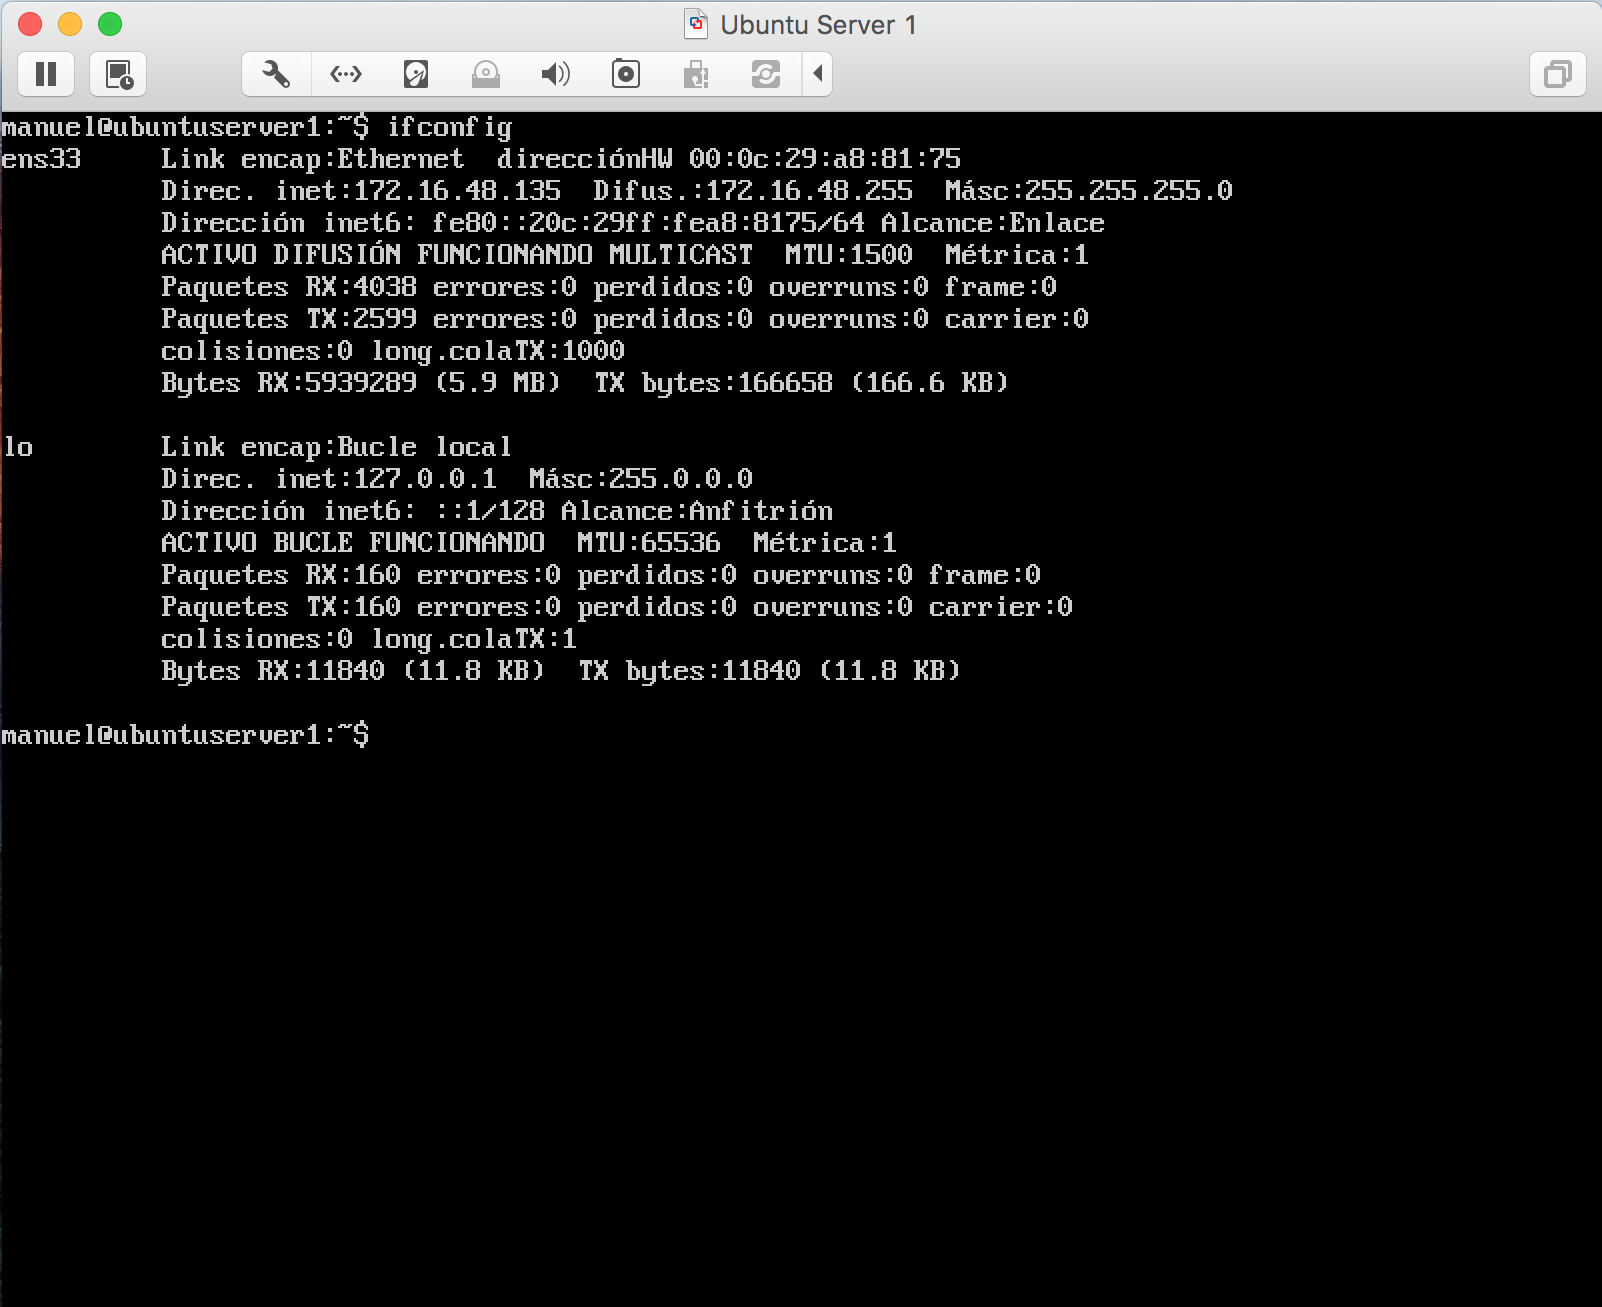 Ubuntu Server 1
manuel@ubuntuserver1:~$ ifconfig
ens33     Link encap:Ethernet  direcciónHW 00:0c:29:a8:81:75
          Direc. inet:172.16.48.135  Difus.:172.16.48.255  Másc:255.255.255.0
          Dirección inet6: fe80::20c:29ff:fea8:8175/64 Alcance:Enlace
          ACTIVO DIFUSIÓN FUNCIONANDO MULTICAST  MTU:1500  Métrica:1
          Paquetes RX:4038 errores:0 perdidos:0 overruns:0 frame:0
          Paquetes TX:2599 errores:0 perdidos:0 overruns:0 carrier:0
          colisiones:0 long.colaTX:1000
          Bytes RX:5939289 (5.9 MB)  TX bytes:166658 (166.6 KB)
lo        Link encap:Bucle local
          Direc. inet:127.0.0.1  Másc:255.0.0.0
          Dirección inet6: ::1/128 Alcance:Anfitrión
          ACTIVO BUCLE FUNCIONANDO  MTU:65536  Métrica:1
          Paquetes RX:160 errores:0 perdidos:0 overruns:0 frame:0
          Paquetes TX:160 errores:0 perdidos:0 overruns:0 carrier:0
          colisiones:0 long.colaTX:1
          Bytes RX:11840 (11.8 KB)  TX bytes:11840 (11.8 KB)
manuel@ubuntuserver1:~$